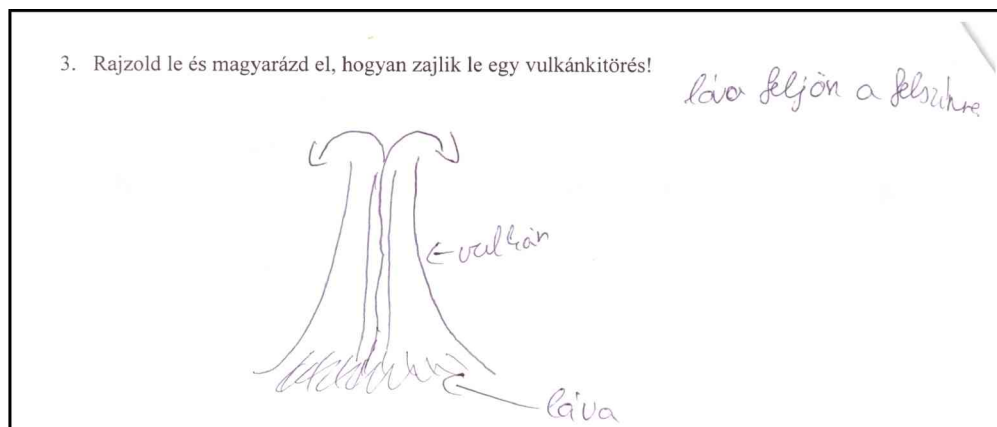 3. Rajzold le és magyarázd el, hogyan zajlik le egy vulkánkitörés!
láva feljön a felszínre
← vulkán
← láva